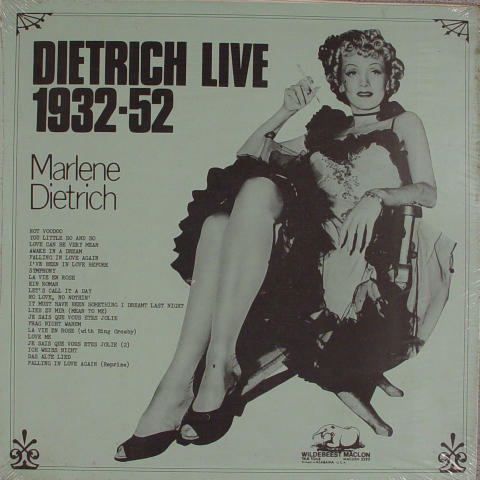 DIETRICH LIVE
1932-52
Marlene
Dietrich
HOT VOODOO
YOU LITTLE SO AND SO
LOVE CAN BE VERY MEAN
AWAKE IN A DREAM
FALLING IN LOVE AGAIN
I'VE BEEN IN LOVE BEFORE
SYMPHONY
LA VIE EN ROSE
EIN ROMAN
LET'S CALL IT A DAY
NO LOVE, NO NOTHIN'
IT MUST HAVE BEEN SOMETHING I DREAMT LAST NIGHT
LIED ZU MIR (MEAN TO ME)
JE SAIS QUE VOUS ETES JOLIE
FRAG NICHT WARUM
LA VIE EN ROSE (with Bing Crosby)
LOVE ME
JE SAIS QUE VOUS ETES JOLIE (2)
ICH WEISS NICHT
DAS ALTE LIED
FALLING IN LOVE AGAIN (Reprise)
WILDEBEEST MACLON
ALABAMA U.S.A.